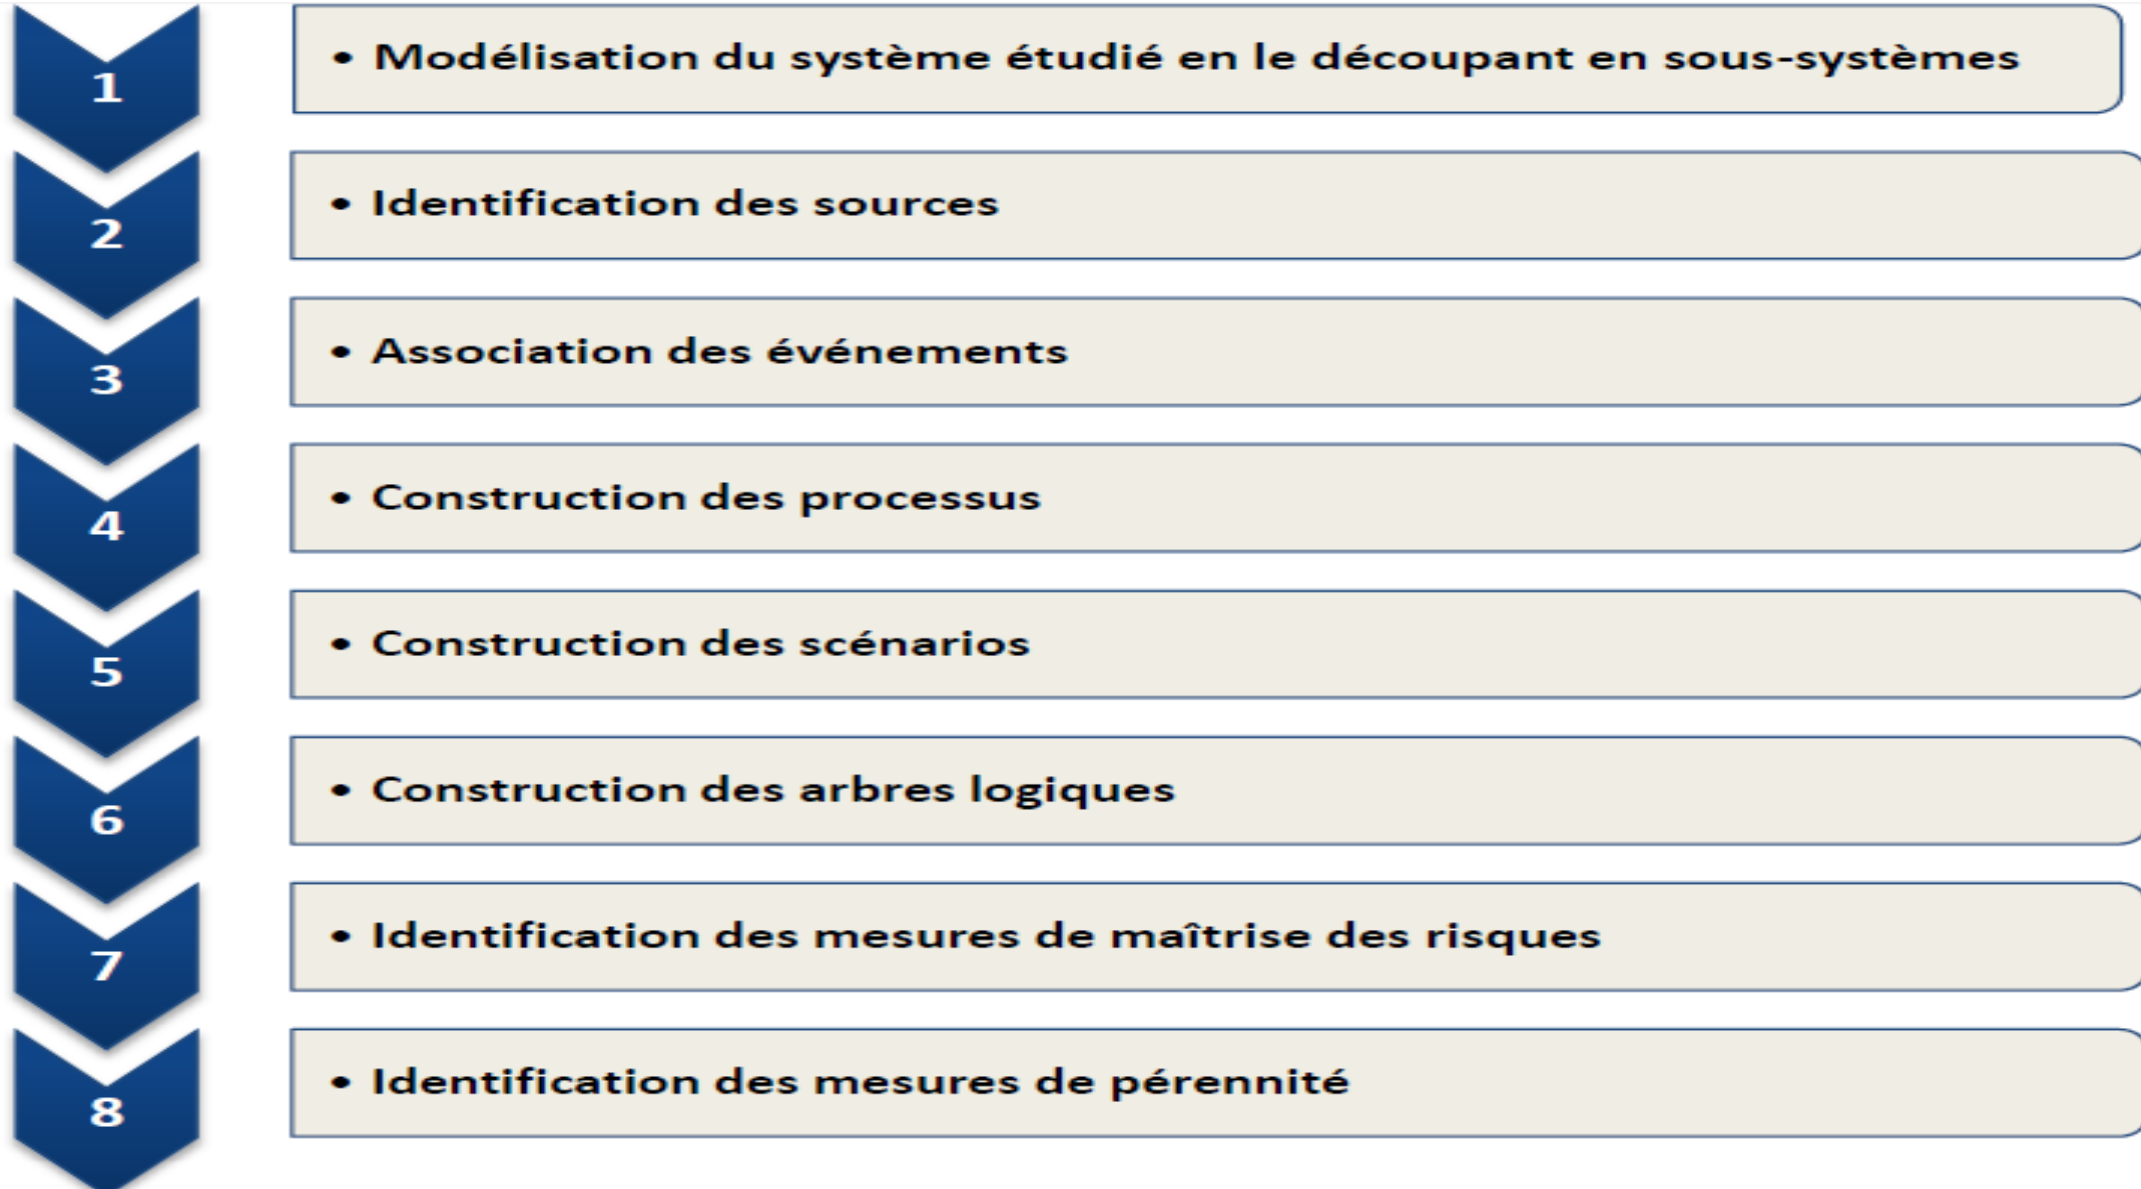 1
• Modélisation du système étudié en le découpant en sous-systèmes
2
• Identification des sources
3
• Association des événements
4
• Construction des processus
5
• Construction des scénarios
6
• Construction des arbres logiques
7
• Identification des mesures de maîtrise des risques
8
• Identification des mesures de pérennité